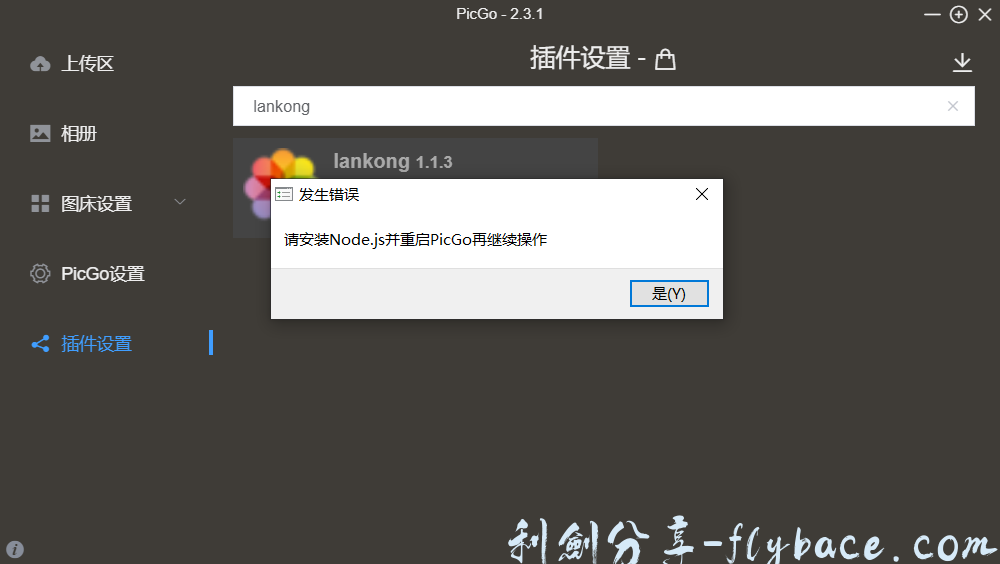 PicGo - 2.3.1
上传区
相册
图床设置
PicGo设置
插件设置
插件设置 -
lankong
lankong 1.1.3
发生错误
请安装Node.js并重启PicGo再继续操作
是(Y)
利劍分享-flybace.com